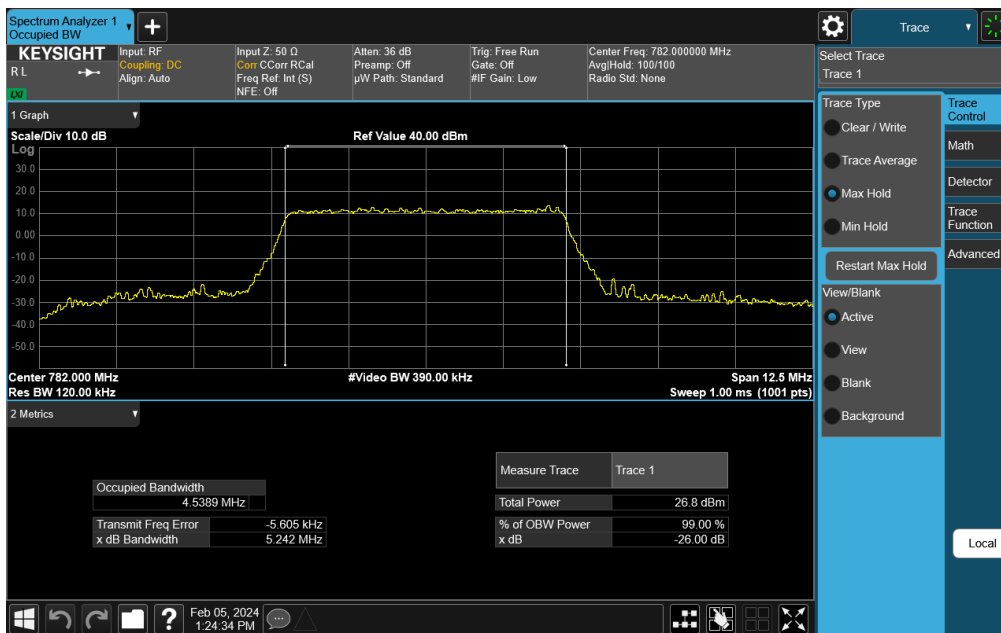 Spectrum Analyzer 1
Occupied BW
KEYSIGHT
R L
LXI
Input: RF
Coupling: DC
Align: Auto
Input Z: 50 Ω
Corr CCorr RCal
Freq Ref: Int (S)
NFE: Off
Atten: 36 dB
Preamp: Off
µW Path: Standard
Trig: Free Run
Gate: Off
#IF Gain: Low
Center Freq: 782.000000 MHz
Avg|Hold: 100/100
Radio Std: None
1 Graph
Scale/Div 10.0 dB
Ref Value 40.00 dBm
Log
30.0
20.0
10.0
0.00
-10.0
-20.0
-30.0
-40.0
-50.0
Center 782.000 MHz
#Video BW 390.00 kHz
Span 12.5 MHz
Res BW 120.00 kHz
Sweep 1.00 ms (1001 pts)
2 Metrics
Occupied Bandwidth
4.5389 MHz
Transmit Freq Error -5.605 kHz
x dB Bandwidth 5.242 MHz
Measure Trace Trace 1
Total Power 26.8 dBm
% of OBW Power 99.00 %
x dB -26.00 dB
?
Feb 05, 2024
1:24:34 PM
Trace
Select Trace
Trace 1
Trace Type
Clear / Write
Trace Average
Max Hold
Min Hold
Restart Max Hold
View/Blank
Active
View
Blank
Background
Trace
Control
Math
Detector
Trace
Function
Advanced
Local